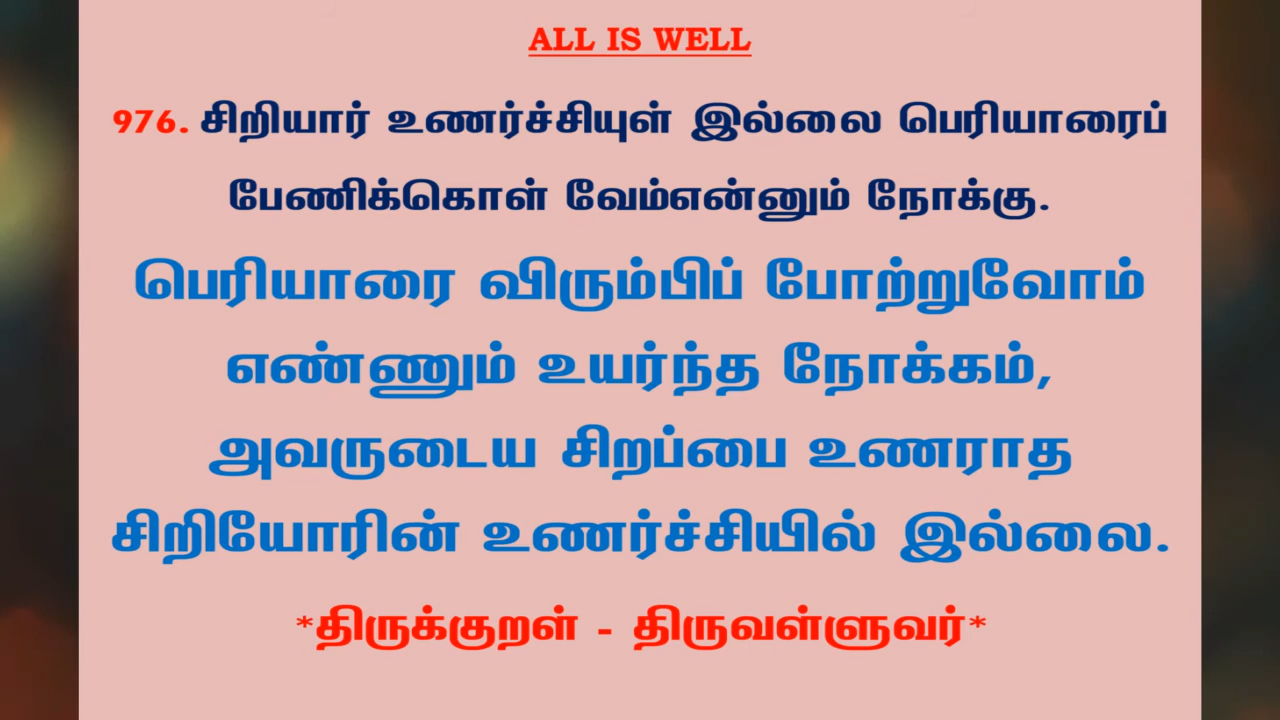 ALL IS WELL
976. சிறியார் உணர்ச்சியுள் இல்லை பெரியாரைப்
பேணிக்கொள் வேம்என்னும் நோக்கு.
பெரியாரை விரும்பிப் போற்றுவோம்
எண்ணும் உயர்ந்த நோக்கம்,
அவருடைய சிறப்பை உணராத
சிறியோரின் உணர்ச்சியில் இல்லை.
*திருக்குறள் - திருவள்ளுவர்*